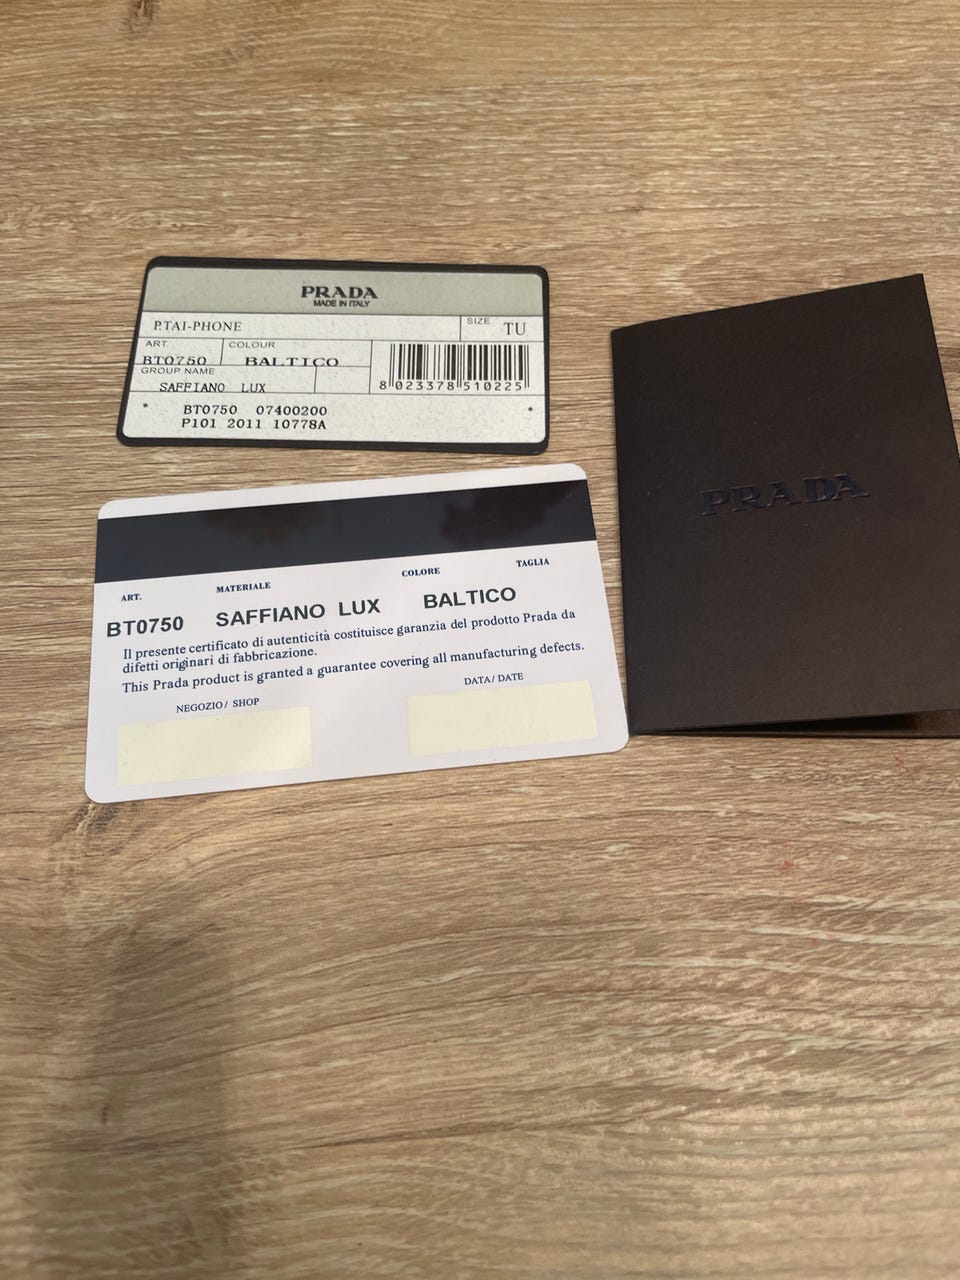 PRADA
MADE IN ITALY
P.TAI-PHONE
SIZE TU
ART. COLOUR
BT0750 BALTICO
GROUP NAME
SAFFIANO LUX
8 023378 510225
* BT0750 07400200 *
P101 2011 10778A
PRADA
ART. MATERIALE COLORE TAGLIA
BT0750 SAFFIANO LUX BALTICO
Il presente certificato di autenticità costituisce garanzia del prodotto Prada da
difetti originari di fabbricazione.
This Prada product is granted a guarantee covering all manufacturing defects.
NEGOZIO/ SHOP DATA/ DATE